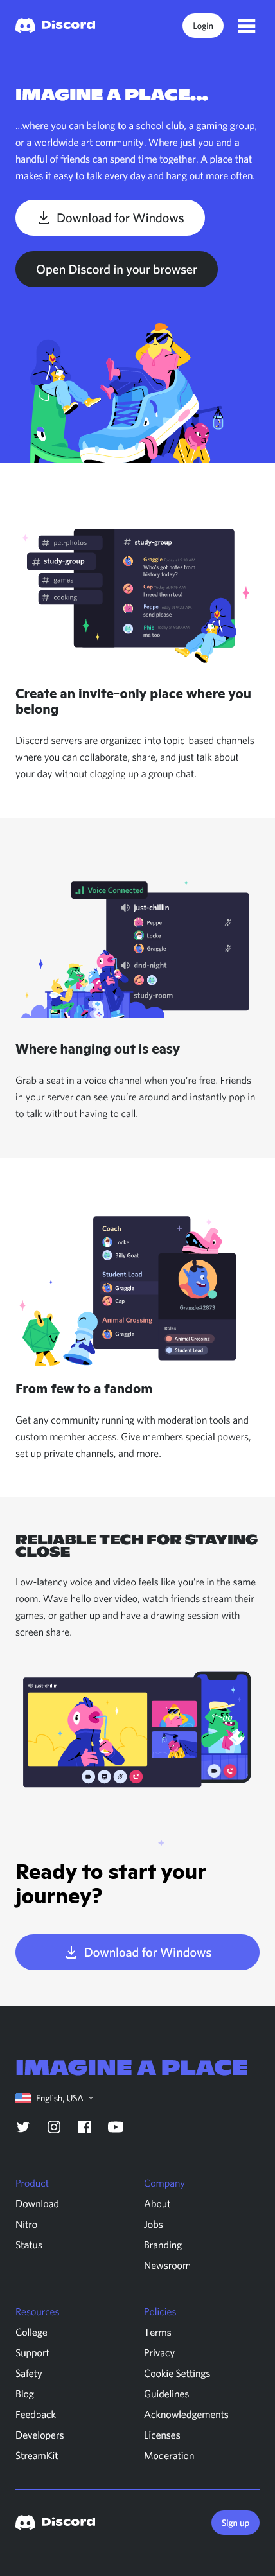 Discord
Login
IMAGINE A PLACE...
...where you can belong to a school club, a gaming group,
or a worldwide art community. Where just you and a
handful of friends can spend time together. A place that
makes it easy to talk every day and hang out more often.
Download for Windows
Open Discord in your browser
# pet-photos
# study-group
# games
# cooking
# study-group
Graggle Today at 9:18 AM
Who's got notes from
history today?
Cap Today at 9:18 AM
I need them too!
Peppe Today at 9:22 AM
send please
Phibi Today at 9:26 AM
me too!
Create an invite-only place where you
belong
Discord servers are organized into topic-based channels
where you can collaborate, share, and just talk about
your day without clogging up a group chat.
Voice Connected
just-chillin
Peppe
Locke
Graggle
dnd-night
study-room
Where hanging out is easy
Grab a seat in a voice channel when you're free. Friends
in your server can see you're around and instantly pop in
to talk without having to call.
Coach
Locke
Billy Goat
Student Lead
Graggle
Cap
Animal Crossing
Graggle
Graggle#2873
Roles
Animal Crossing
Student Lead
From few to a fandom
Get any community running with moderation tools and
custom member access. Give members special powers,
set up private channels, and more.
RELIABLE TECH FOR STAYING
CLOSE
Low-latency voice and video feels like you're in the same
room. Wave hello over video, watch friends stream their
games, or gather up and have a drawing session with
screen share.
just-chillin
Ready to start your
journey?
Download for Windows
IMAGINE A PLACE
English, USA
Product
Download
Nitro
Status
Company
About
Jobs
Branding
Newsroom
Resources
College
Support
Safety
Blog
Feedback
Developers
StreamKit
Policies
Terms
Privacy
Cookie Settings
Guidelines
Acknowledgements
Licenses
Moderation
Discord
Sign up